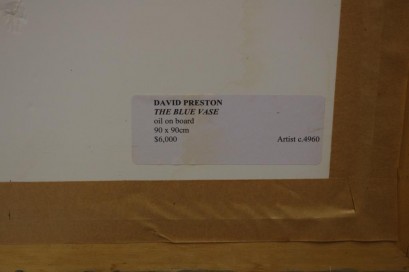 DAVID PRESTON
THE BLUE VASE
oil on board
90 x 90cm
$6,000 Artist c.4960